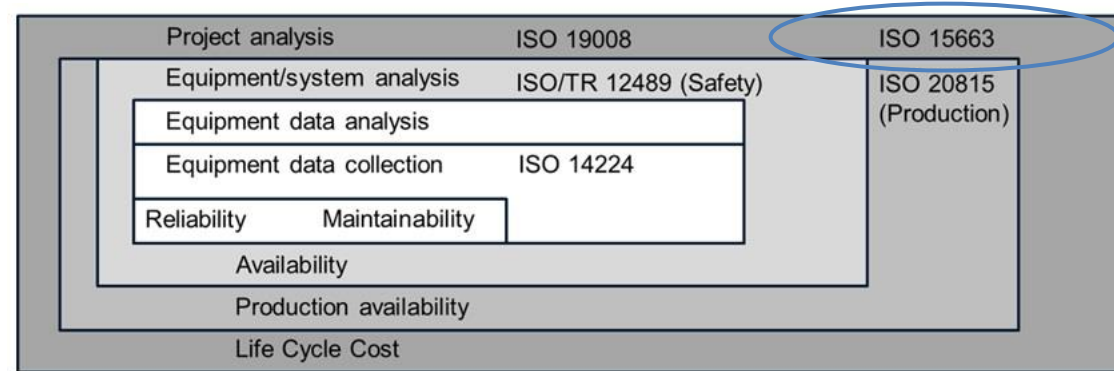 Project analysis ISO 19008 ISO 15663
Equipment/system analysis ISO/TR 12489 (Safety) ISO 20815
(Production)
Equipment data analysis
Equipment data collection ISO 14224
Reliability Maintainability
Availability
Production availability
Life Cycle Cost